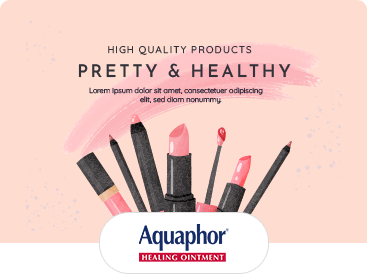 HIGH QUALITY PRODUCTS
PRETTY & HEALTHY
Lorem ipsum dolor sit amet, consectetuer adipiscing
elit, sed diam nonummy.
Aquaphor®
HEALING OINTMENT